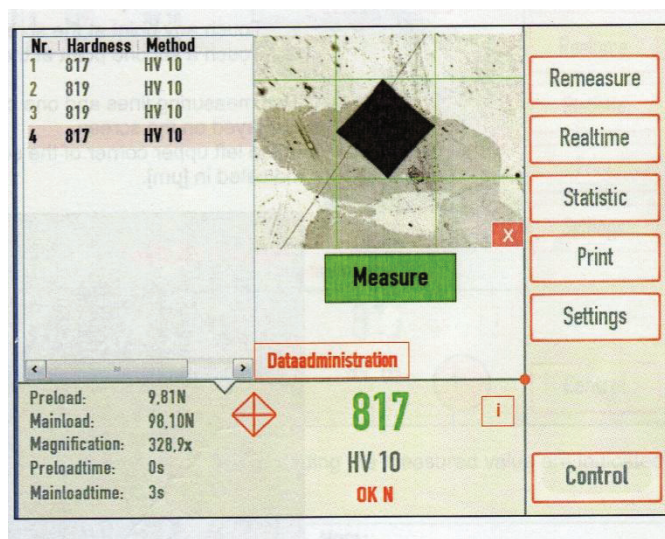 Nr. Hardness Method
1 817 HV 10
2 819 HV 10
3 819 HV 10
4 817 HV 10
X
Measure
Dataadministration
Remeasure
Realtime
Statistic
Print
Settings
Preload: 9,81N
Mainload: 98,10N
Magnification: 328,9x
Preloadtime: 0s
Mainloadtime: 3s
817
HV 10
OK N
i
Control